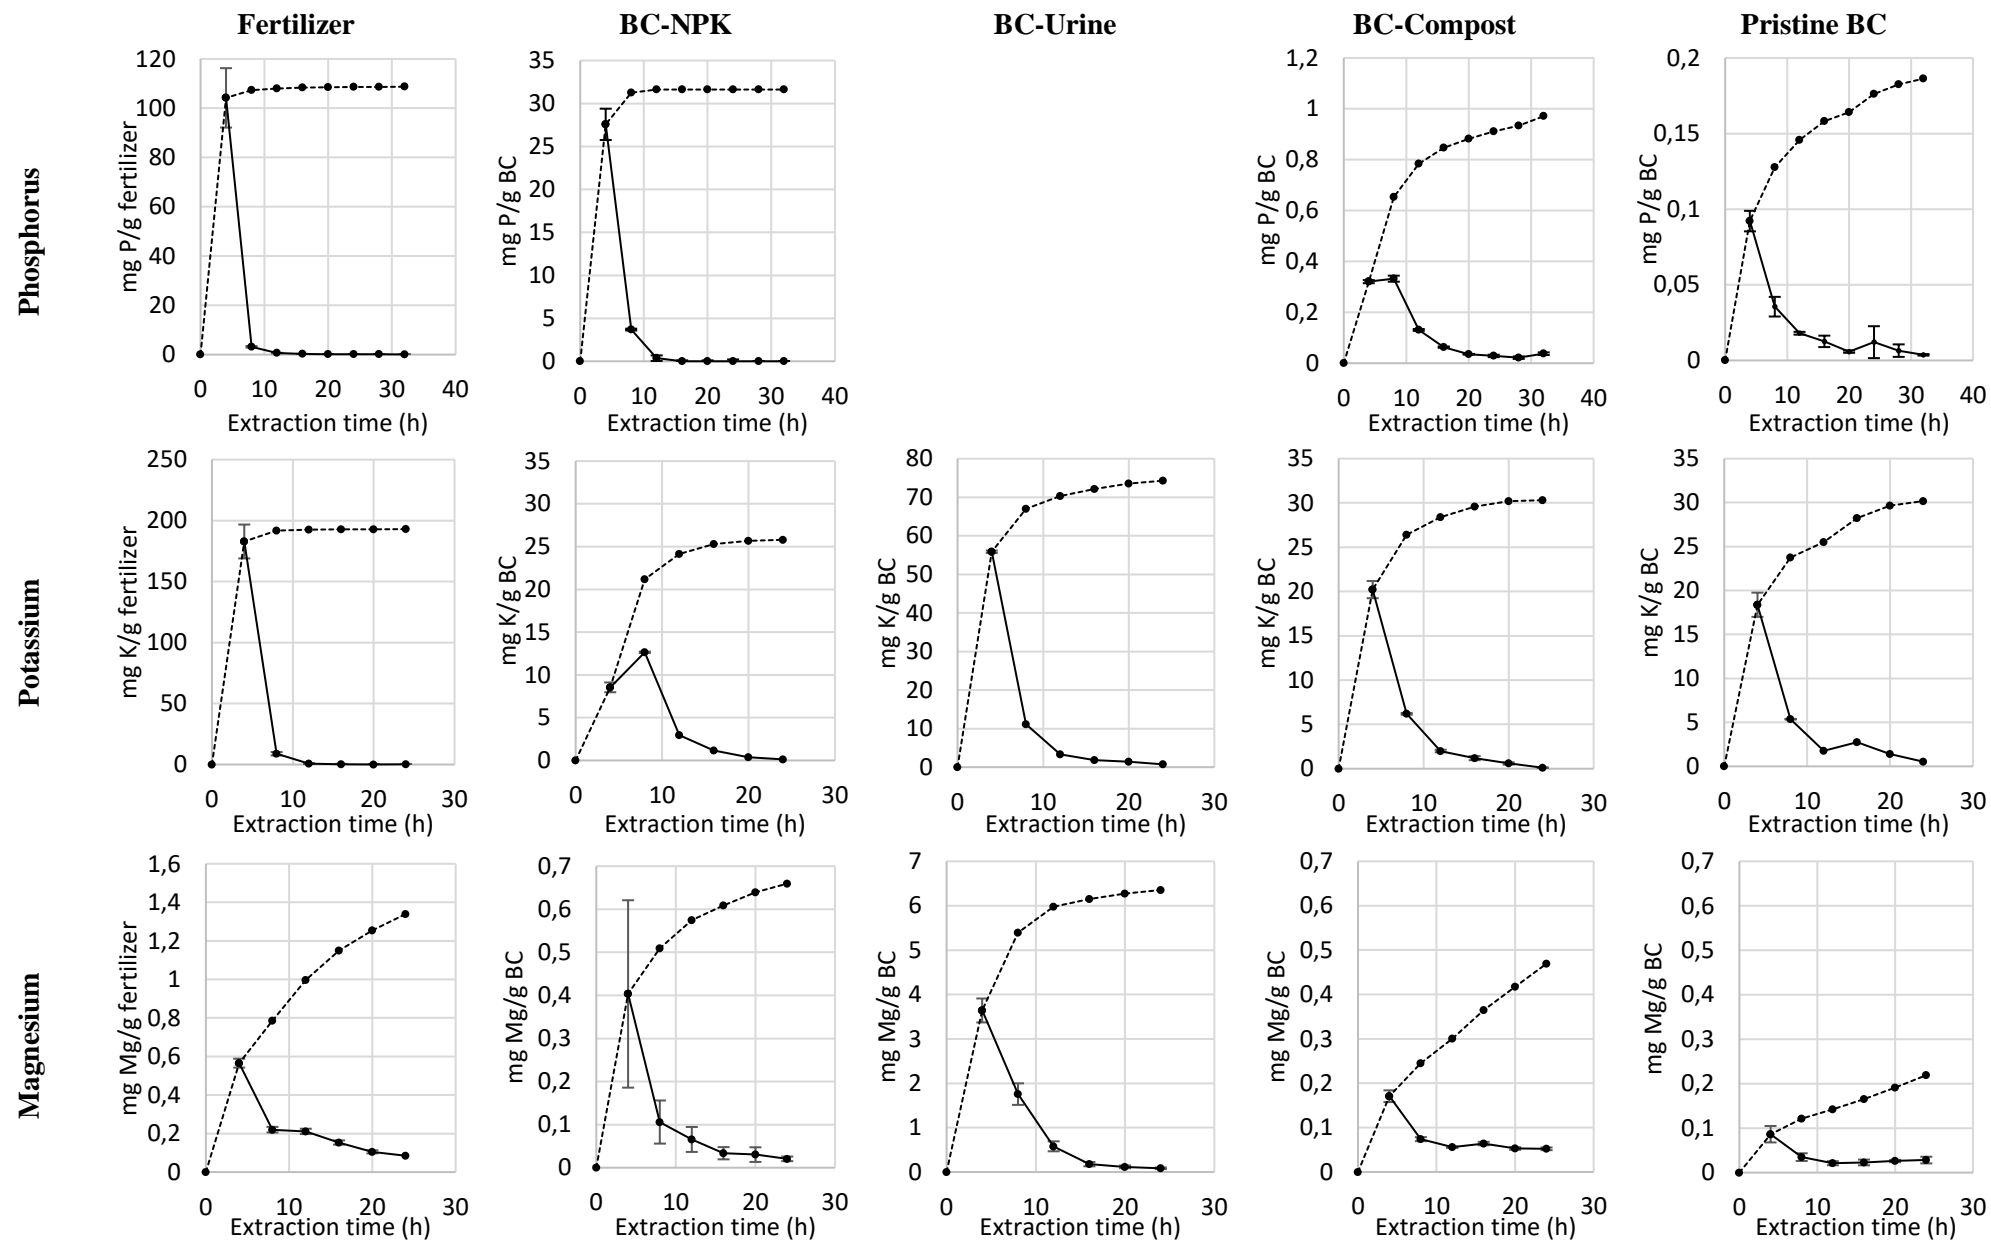 Fertilizer BC-NPK BC-Urine BC-Compost Pristine BC
Phosphorus
mg P/g fertilizer
120
100
80
60
40
20
0
0 10 20 30 40
Extraction time (h)
mg P/g BC
35
30
25
20
15
10
5
0
0 10 20 30 40
Extraction time (h)
mg P/g BC
1,2
1
0,8
0,6
0,4
0,2
0
0 10 20 30 40
Extraction time (h)
mg P/g BC
0,2
0,15
0,1
0,05
0
0 10 20 30 40
Extraction time (h)
Potassium
mg K/g fertilizer
250
200
150
100
50
0
0 10 20 30
Extraction time (h)
mg K/g BC
35
30
25
20
15
10
5
0
0 10 20 30
Extraction time (h)
mg K/g BC
80
70
60
50
40
30
20
10
0
0 10 20 30
Extraction time (h)
mg K/g BC
35
30
25
20
15
10
5
0
0 10 20 30
Extraction time (h)
mg K/g BC
35
30
25
20
15
10
5
0
0 10 20 30
Extraction time (h)
Magnesium
mg Mg/g fertilizer
1,6
1,4
1,2
1
0,8
0,6
0,4
0,2
0
0 10 20 30
Extraction time (h)
mg Mg/g BC
0,7
0,6
0,5
0,4
0,3
0,2
0,1
0
0 10 20 30
Extraction time (h)
mg Mg/g BC
7
6
5
4
3
2
1
0
0 10 20 30
Extraction time (h)
mg Mg/g BC
0,7
0,6
0,5
0,4
0,3
0,2
0,1
0
0 10 20 30
Extraction time (h)
mg Mg/g BC
0,7
0,6
0,5
0,4
0,3
0,2
0,1
0
0 10 20 30
Extraction time (h)